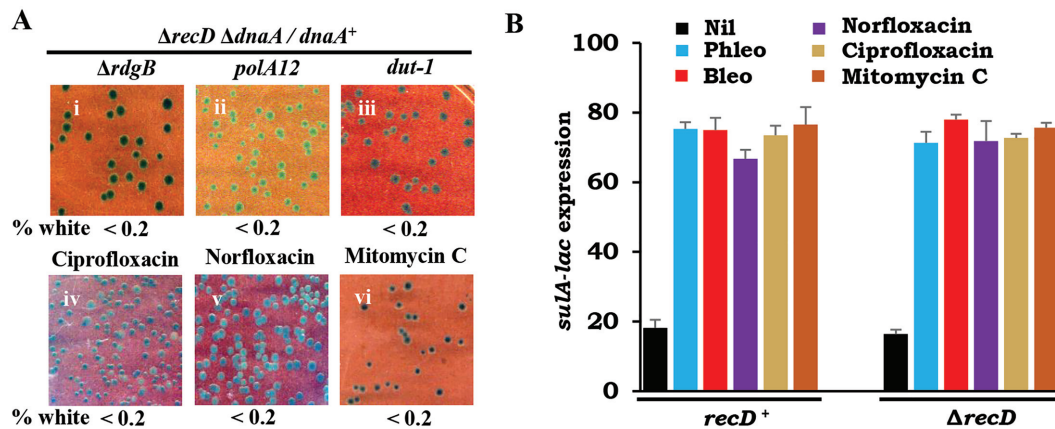 A
ΔrecD ΔdnaA / dnaA+
ΔrdgB polA12 dut-1
i ii iii
% white < 0.2 < 0.2 < 0.2
Ciprofloxacin Norfloxacin Mitomycin C
iv v vi
% white < 0.2 < 0.2 < 0.2
B
Nil Norfloxacin
Phleo Ciprofloxacin
Bleo Mitomycin C
sulA-lac expression
100
80
60
40
20
0
recD + ΔrecD